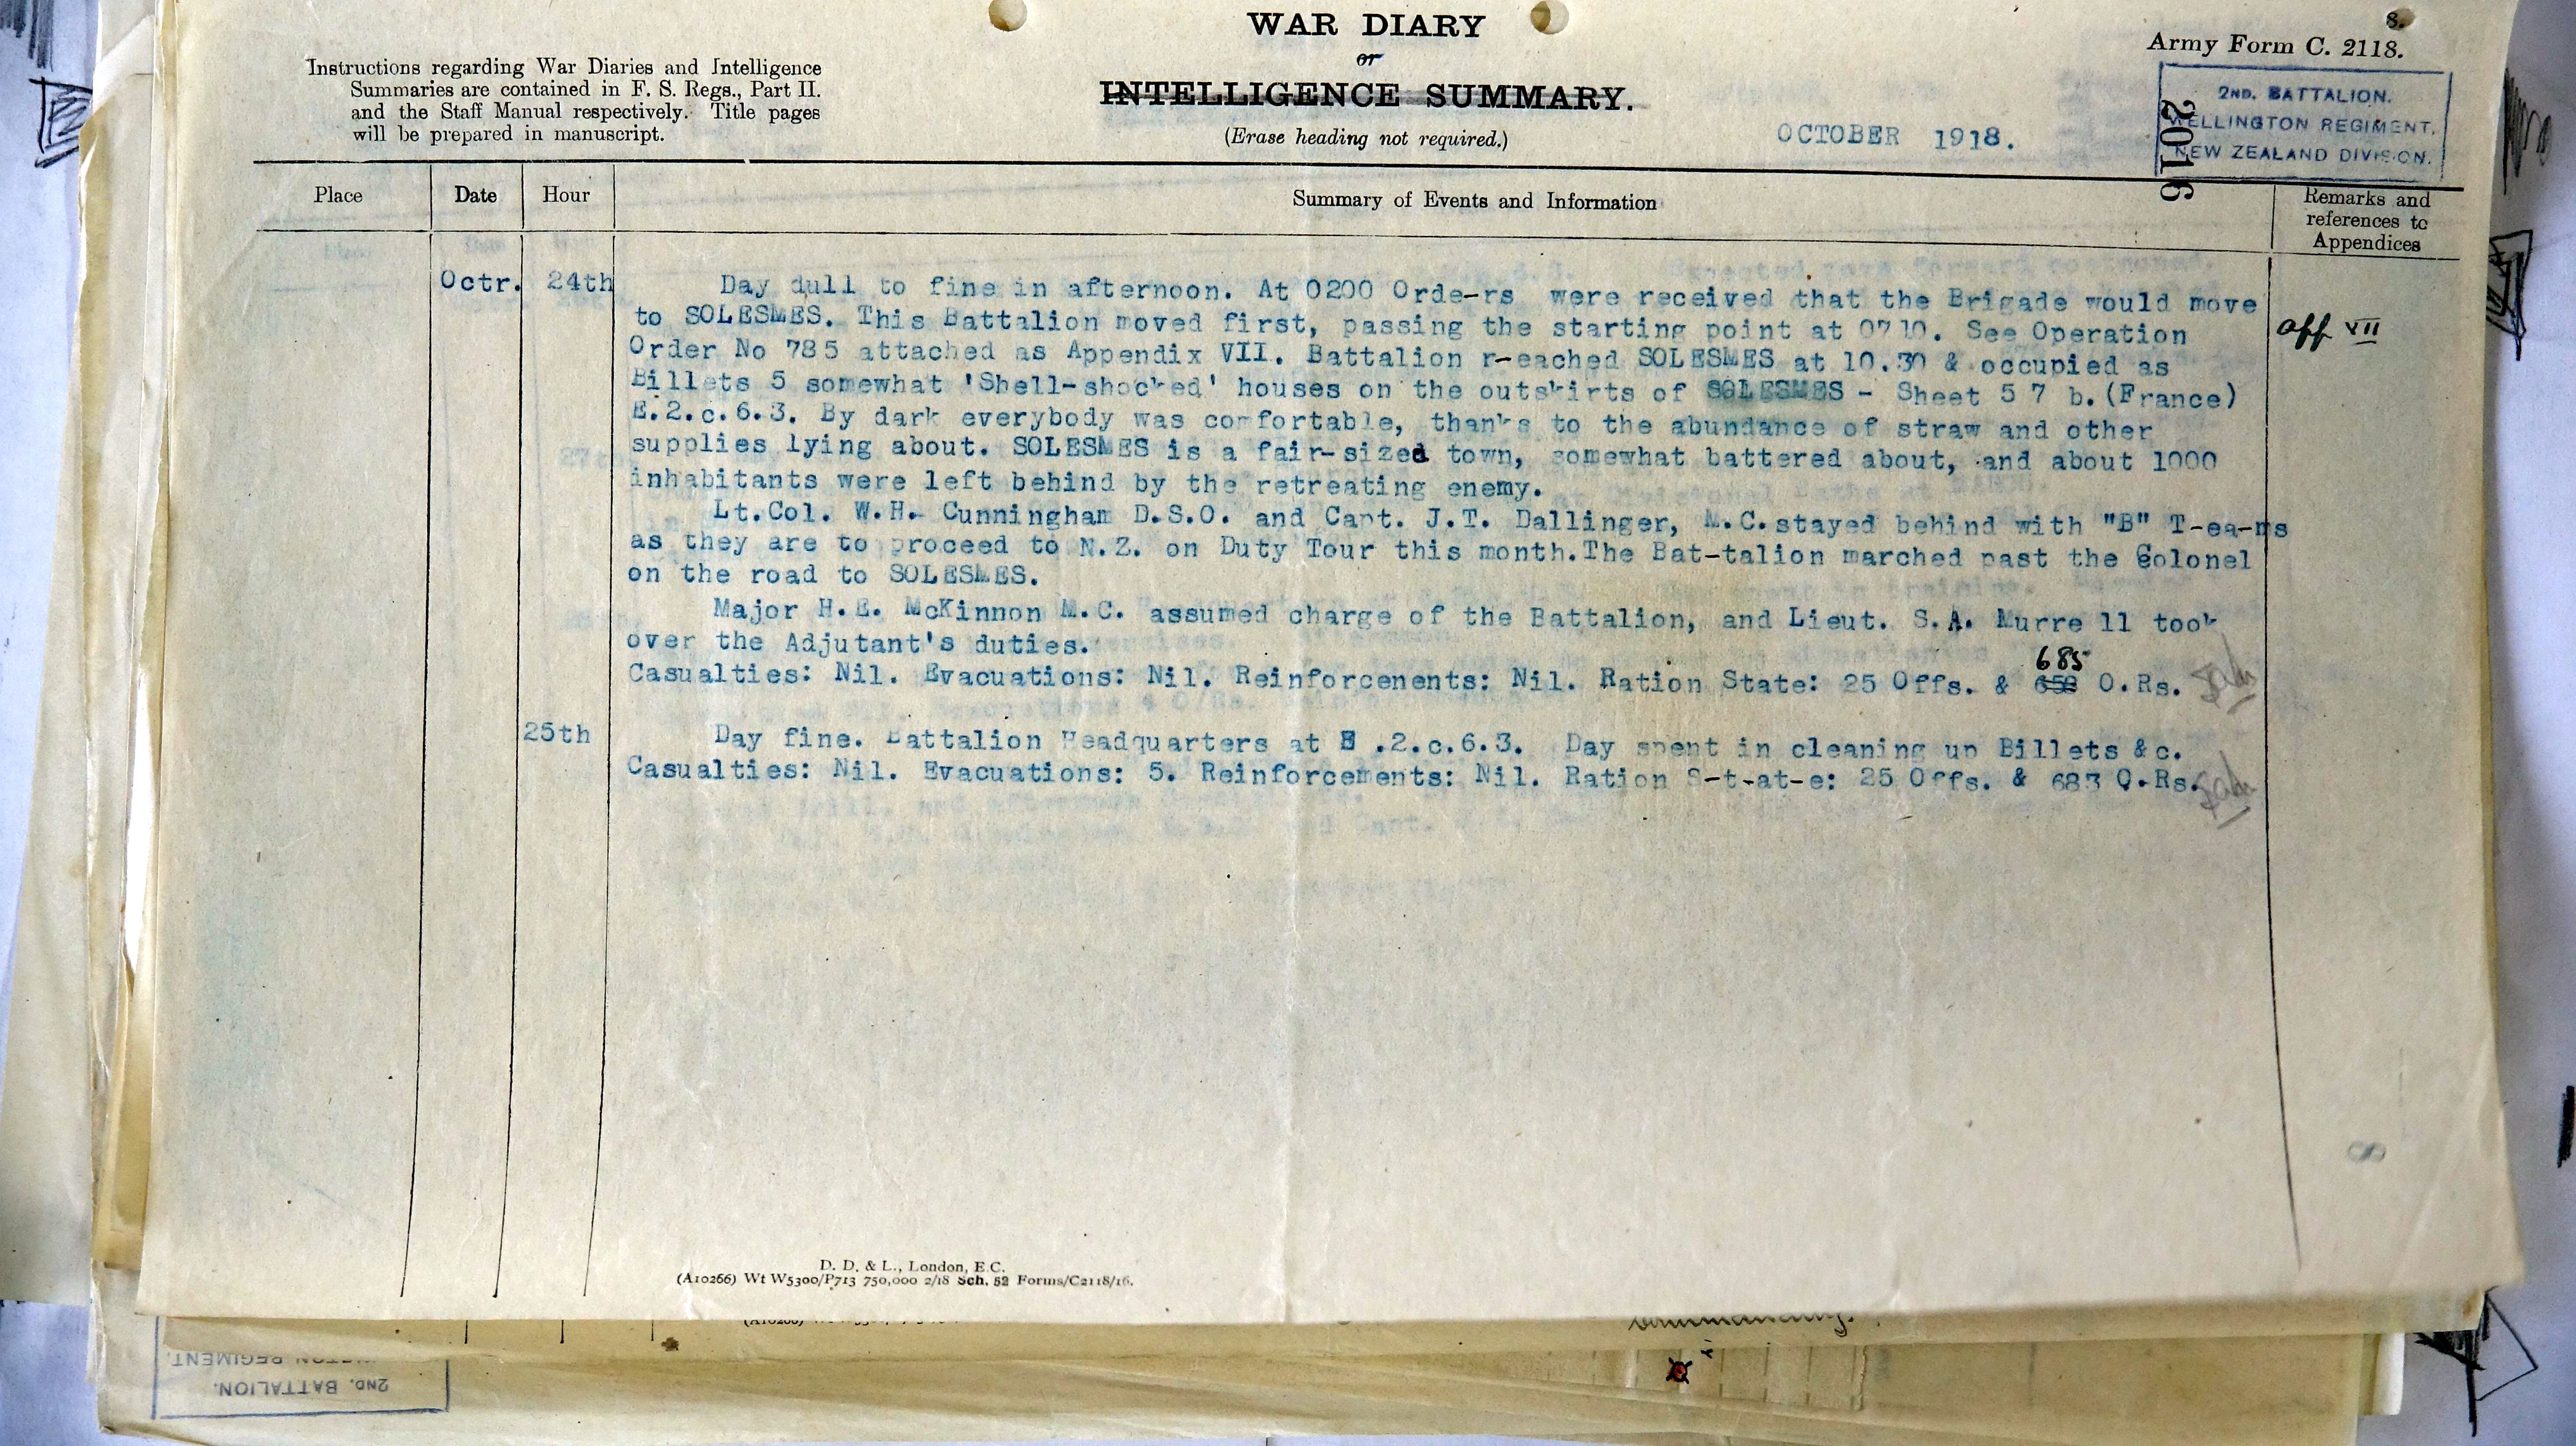 8.
WAR DIARY
or
INTELLIGENCE SUMMARY.
(Erase heading not required.)
Instructions regarding War Diaries and Intelligence
Summaries are contained in F. S. Regs., Part II.
and the Staff Manual respectively. Title pages
will be prepared in manuscript.
Army Form C. 2118.
OCTOBER 1918.
2ND. BATTALION.
WELLINGTON REGIMENT,
NEW ZEALAND DIVISION.
2016
Place
Date
Hour
Summary of Events and Information
Remarks and
references to
Appendices
Octr. 24th
Day dull to fine in afternoon. At 0200 Orde-rs were received that the Brigade would move
to SOLESMES. This Battalion moved first, passing the starting point at 0710. See Operation
Order No 785 attached as Appendix VII. Battalion r-eached SOLESMES at 10.30 & occupied as
Billets 5 somewhat 'Shell-shocked' houses on the outskirts of SOLESMES - Sheet 5 7 b.(France)
E.2.c.6.3. By dark everybody was comfortable, thanks to the abundance of straw and other
supplies lying about. SOLESMES is a fair-sized town, somewhat battered about, and about 1000
inhabitants were left behind by the retreating enemy.
Lt.Col. W.H. Cunningham D.S.O. and Capt. J.T. Dallinger, M.C. stayed behind with "B" T-ea-ms
as they are to proceed to N.Z. on Duty Tour this month.The Bat-talion marched past the Colonel
on the road to SOLESMES.
Major H.E. McKinnon M.C. assumed charge of the Battalion, and Lieut. S.A. Murre ll took
over the Adjutant's duties.
685
Casualties: Nil. Evacuations: Nil. Reinforcenents: Nil. Ration State: 25 Offs. & 658 O.Rs.
app VII
25th
Day fine. Battalion Headquarters at E .2.c.6.3. Day spent in cleaning up Billets &c.
Casualties: Nil. Evacuations: 5. Reinforcements: Nil. Ration S-t-at-e: 25 Offs. & 683 O.Rs.
8
D. D. & L., London, E.C.
(A10266) Wt W5300/P713 750,000 2/18 Sch. 52 Forms/C2118/16.
commanding.
2ND. BATTALION.